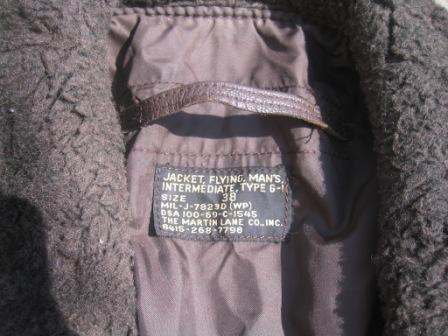 JACKET, FLYING, MAN'S,
INTERMEDIATE, TYPE G-1
SIZE 38
MIL-J-7823D (WP)
DSA 100-69-C-1545
THE MARTIN LANE CO., INC.
8415-268-7798